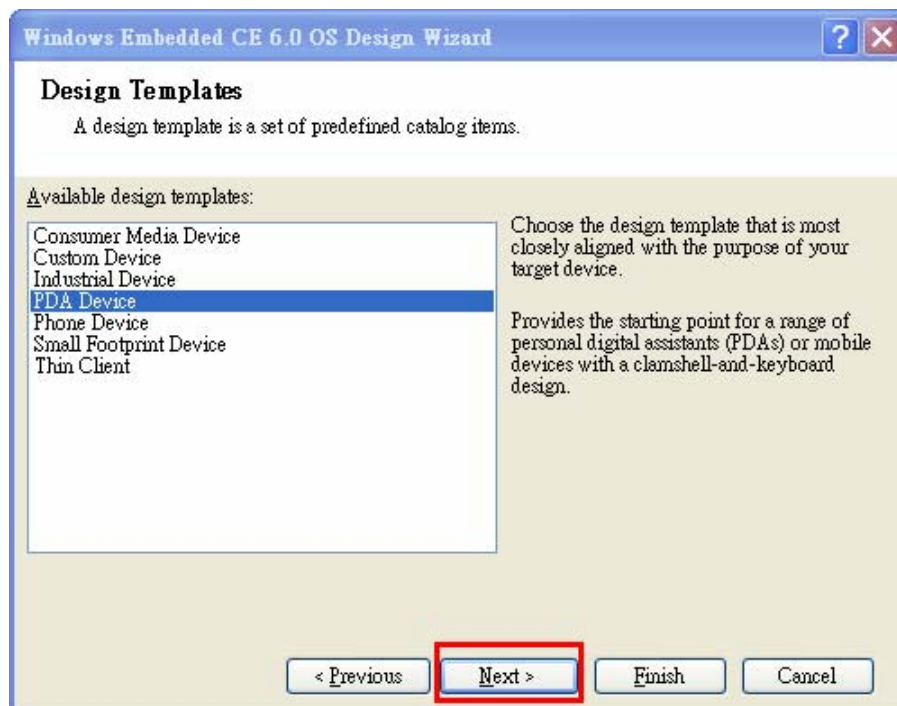 Windows Embedded CE 6.0 OS Design Wizard
Design Templates
A design template is a set of predefined catalog items.
Available design templates:
Consumer Media Device
Custom Device
Industrial Device
PDA Device
Phone Device
Small Footprint Device
Thin Client
Choose the design template that is most
closely aligned with the purpose of your
target device.
Provides the starting point for a range of
personal digital assistants (PDAs) or mobile
devices with a clamshell-and-keyboard
design.
< Previous
Next >
Finish
Cancel